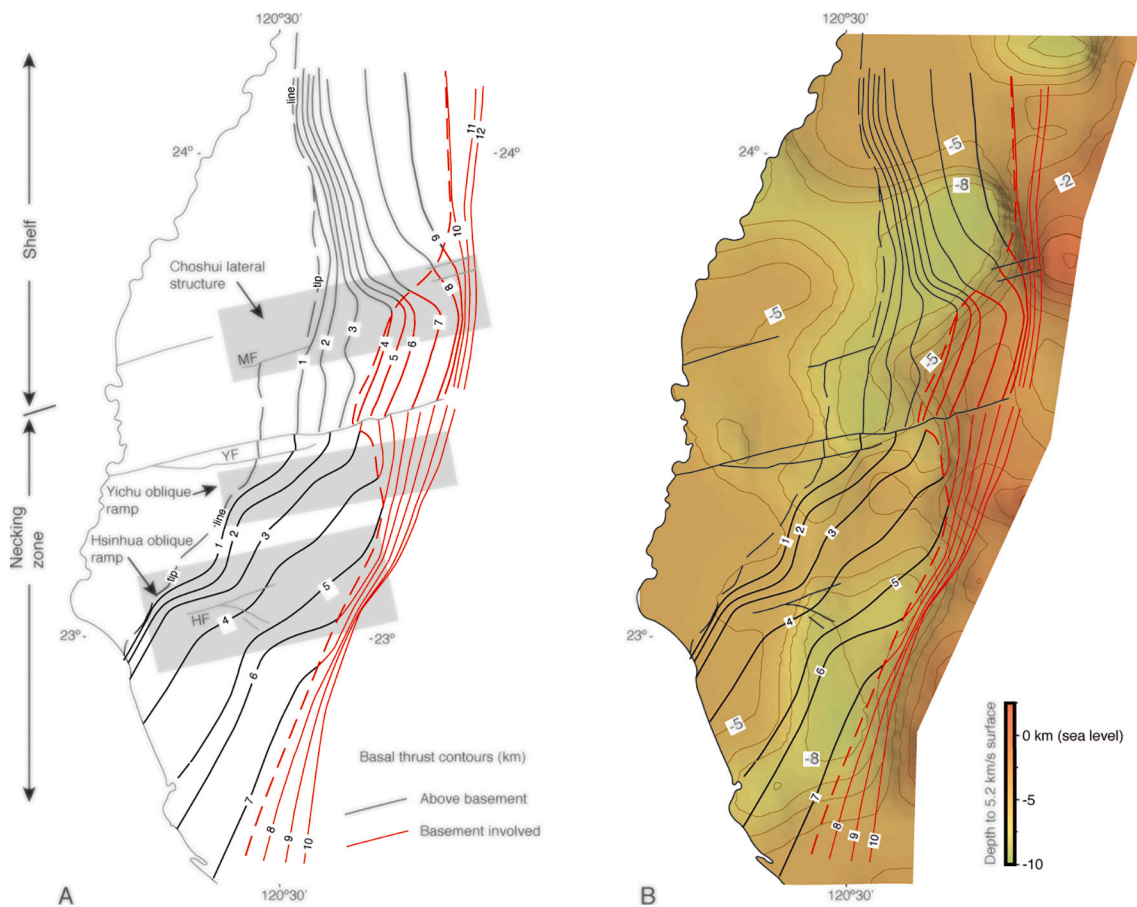 120°30'
120°30'
line
11
12
24°
24°
24°
Shelf
-5
-8
-2
9
10
Choshui lateral
structure
tip
8
7
-5
MF
1
2
3
4
5
6
-5
YF
Yichu oblique
ramp
line
Necking
zone
Hsinhua oblique
ramp
1
2
3
1
2
3
tip
5
5
HF
4
4
23°
23°
23°
6
6
0 km (sea level)
-5
-8
-5
-10
Depth to 5.2 km/s surface
Basal thrust contours (km)
7
7
Above basement
8
9
10
8
9
10
Basement involved
A
120°30'
B
120°30'